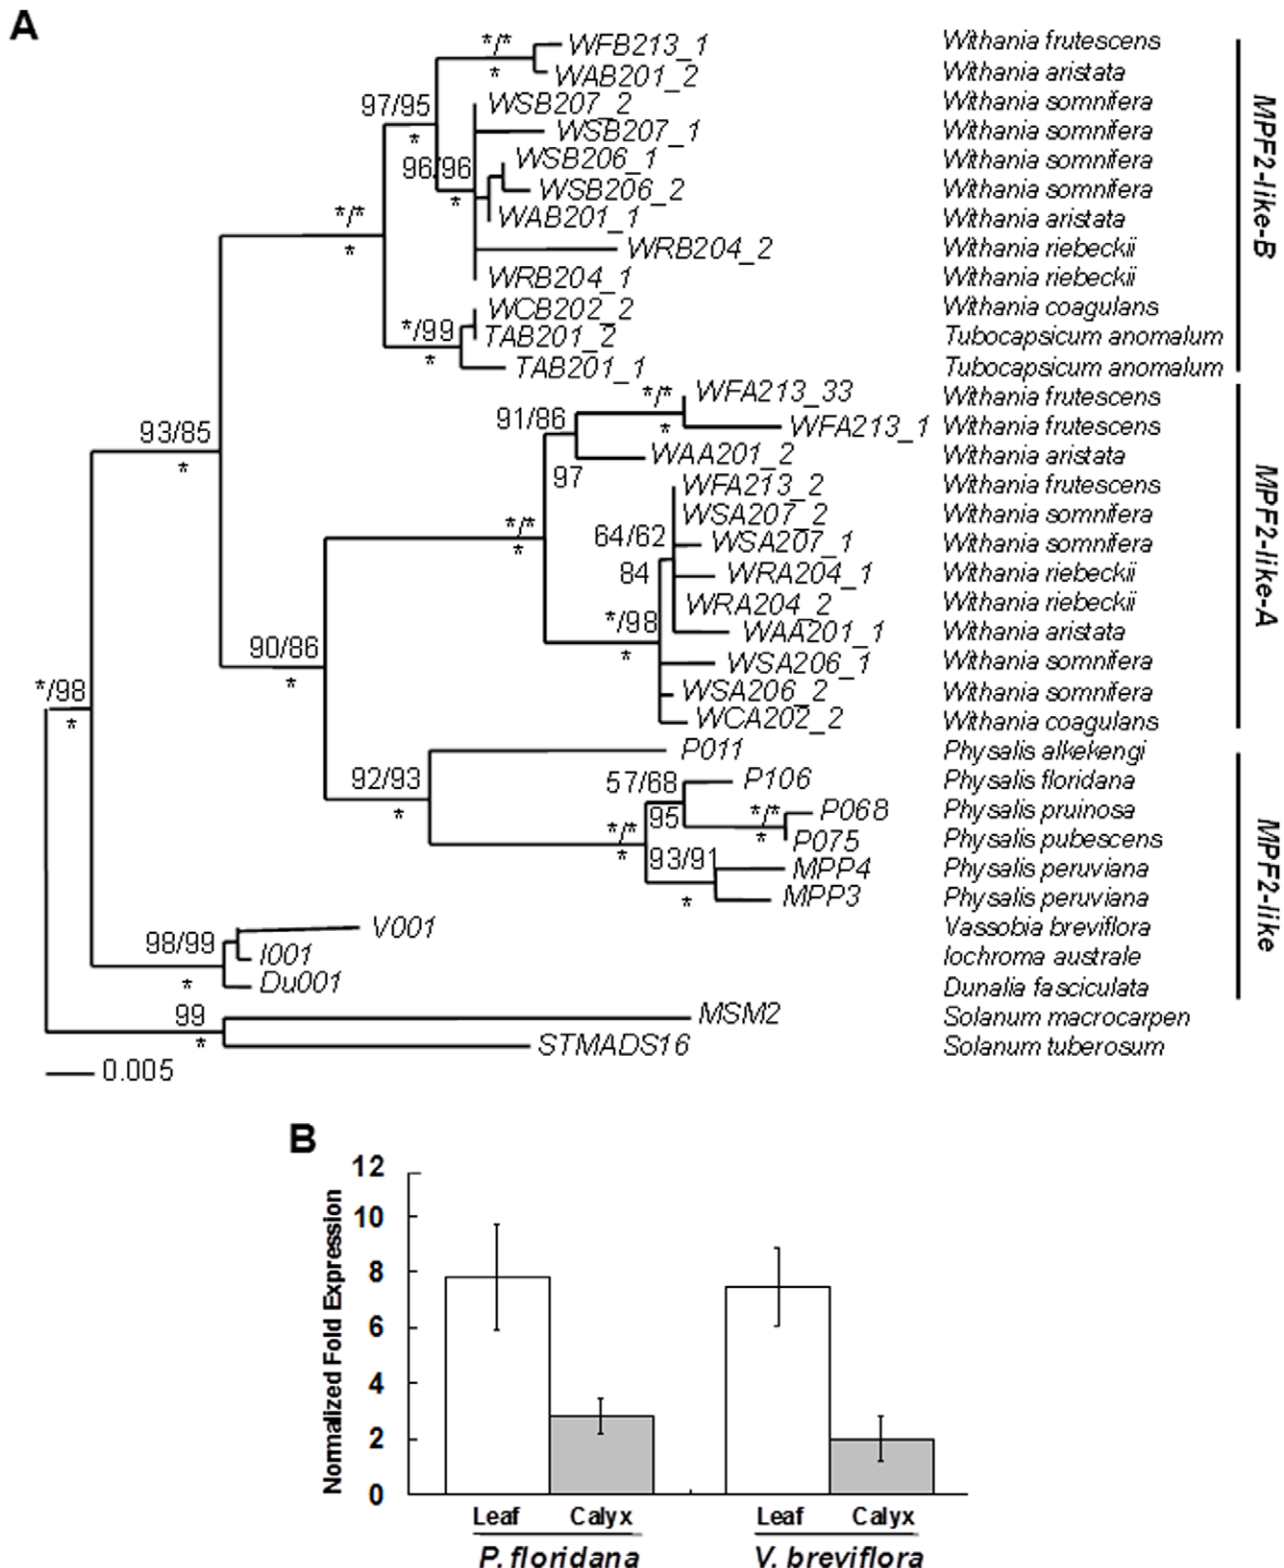 A
*/* WFB213_1 Withania frutescens
* WAB201_2 Withania aristata
97/95 WSB207_2 Withania somnifera
* WSB207_1 Withania somnifera
96/96 WSB206_1 Withania somnifera
* WSB206_2 Withania somnifera
*/* WAB201_1 Withania aristata
* WRB204_2 Withania riebeckii
WRB204_1 Withania riebeckii
WCB202_2 Withania coagulans
*/99 TAB201_2 Tubocapsicum anomalum
* TAB201_1 Tubocapsicum anomalum
MPF2-like-B
*/* WFA213_33 Withania frutescens
91/86 * WFA213_1 Withania frutescens
93/85 WAA201_2 Withania aristata
* 97 WFA213_2 Withania frutescens
WSA207_2 Withania somnifera
*/* 64/62 WSA207_1 Withania somnifera
* 84 WRA204_1 Withania riebeckii
WRA204_2 Withania riebeckii
*/98 WAA201_1 Withania aristata
90/86 * WSA206_1 Withania somnifera
* WSA206_2 Withania somnifera
*/98 WCA202_2 Withania coagulans
*
MPF2-like-A
P011 Physalis alkekengi
92/93 57/68 P106 Physalis floridana
* 95 */* P068 Physalis pruinosa
*/* * P075 Physalis pubescens
* 93/91 MPP4 Physalis peruviana
* MPP3 Physalis peruviana
V001 Vassobia breviflora
98/99 I001 Iochroma australe
* Du001 Dunalia fasciculata
MPF2-like
99 MSM2 Solanum macrocarpen
* STMADS16 Solanum tuberosum
0.005
B
Normalized Fold Expression
12
10
8
6
4
2
0
Leaf Calyx Leaf Calyx
P. floridana V. breviflora